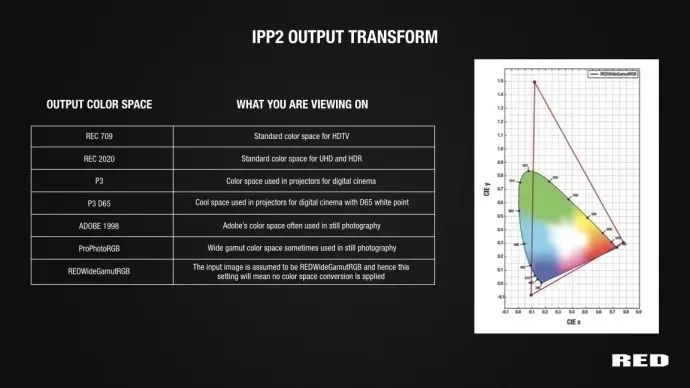 IPP2 OUTPUT TRANSFORM
OUTPUT COLOR SPACE
WHAT YOU ARE VIEWING ON
REC 709
Standard color space for HDTV
REC 2020
Standard color space for UHD and HDR
P3
Color space used in projectors for digital cinema
P3 D65
Cool space used in projectors for digital cinema with D65 white point
ADOBE 1998
Adobe's color space often used in still photography
ProPhotoRGB
Wide gamut color space sometimes used in still photography
REDWideGamutRGB
The input image is assumed to be REDWideGamutRGB and hence this
setting will mean no color space conversion is applied
REDWideGamutRGB
CIE y
1.5
1.4
1.3
1.2
1.1
1.0
0.9
0.8
0.7
0.6
0.5
0.4
0.3
0.2
0.1
0.0
-0.1
-0.1
0.0
0.1
0.2
0.3
0.4
0.5
0.6
0.7
0.8
0.9
CIE x
RED